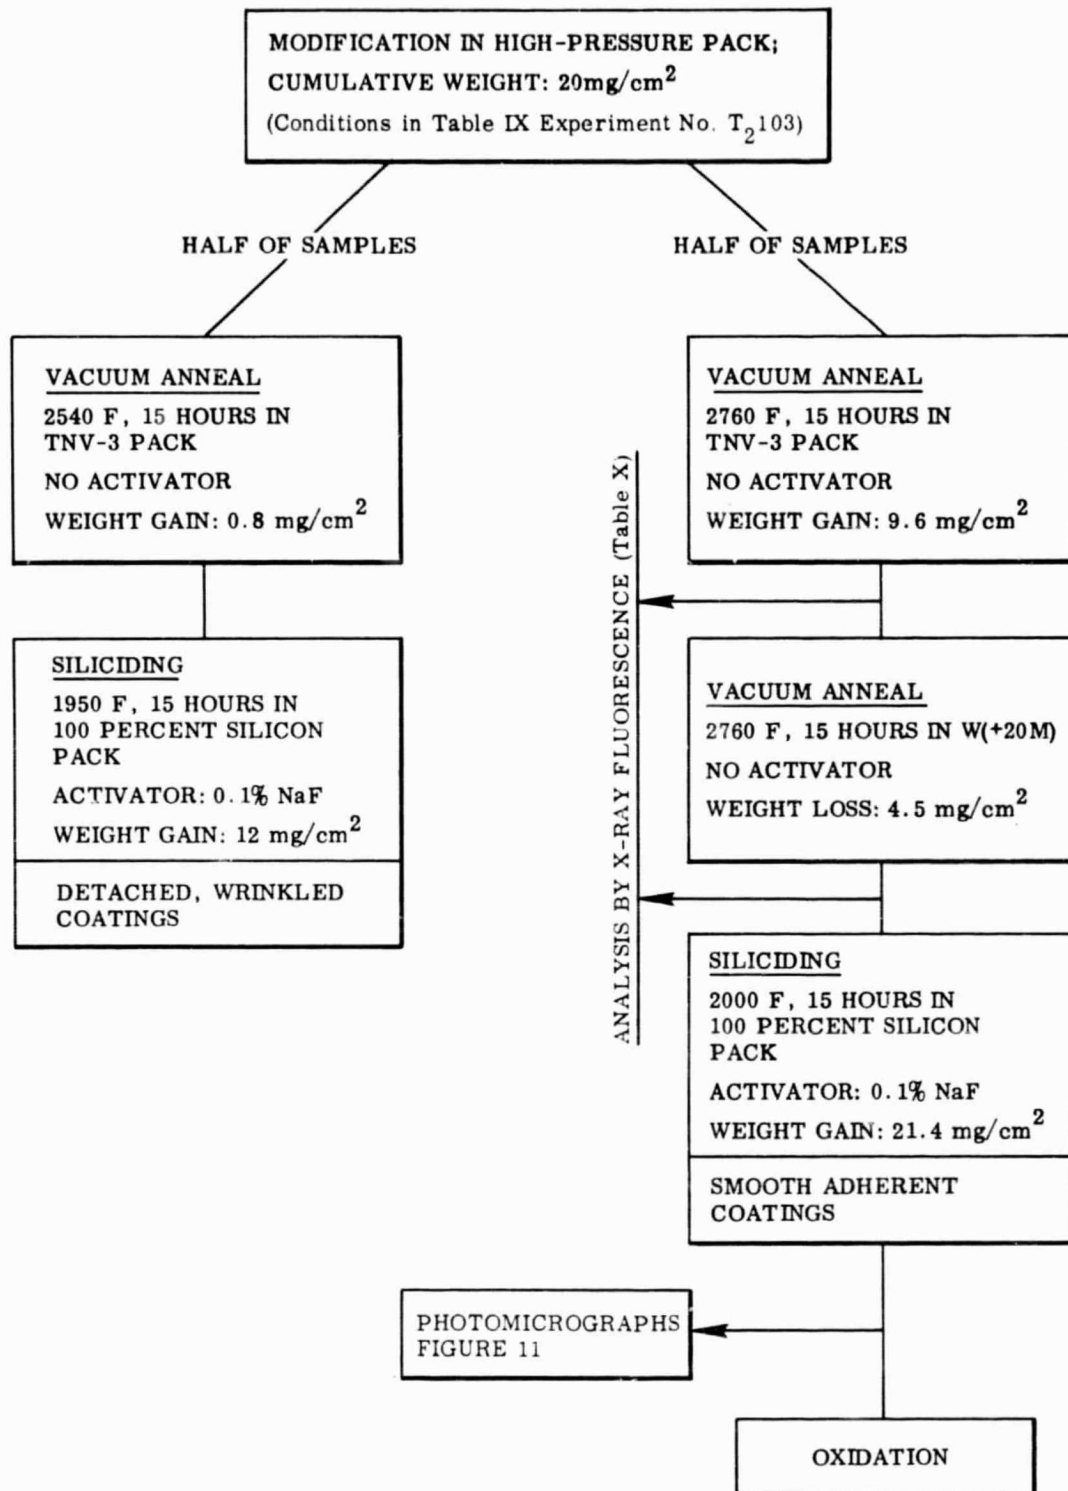 MODIFICATION IN HIGH-PRESSURE PACK;
CUMULATIVE WEIGHT: 20mg/cm²
(Conditions in Table IX Experiment No. T₂103)
HALF OF SAMPLES
HALF OF SAMPLES
VACUUM ANNEAL
2540 F, 15 HOURS IN
TNV-3 PACK
NO ACTIVATOR
WEIGHT GAIN: 0.8 mg/cm²
SILICIDING
1950 F, 15 HOURS IN
100 PERCENT SILICON
PACK
ACTIVATOR: 0.1% NaF
WEIGHT GAIN: 12 mg/cm²
DETACHED, WRINKLED
COATINGS
VACUUM ANNEAL
2760 F, 15 HOURS IN
TNV-3 PACK
NO ACTIVATOR
WEIGHT GAIN: 9.6 mg/cm²
ANALYSIS BY X-RAY FLUORESCENCE (Table X)
VACUUM ANNEAL
2760 F, 15 HOURS IN W(+20M)
NO ACTIVATOR
WEIGHT LOSS: 4.5 mg/cm²
SILICIDING
2000 F, 15 HOURS IN
100 PERCENT SILICON
PACK
ACTIVATOR: 0.1% NaF
WEIGHT GAIN: 21.4 mg/cm²
SMOOTH ADHERENT
COATINGS
PHOTOMICROGRAPHS
FIGURE 11
OXIDATION